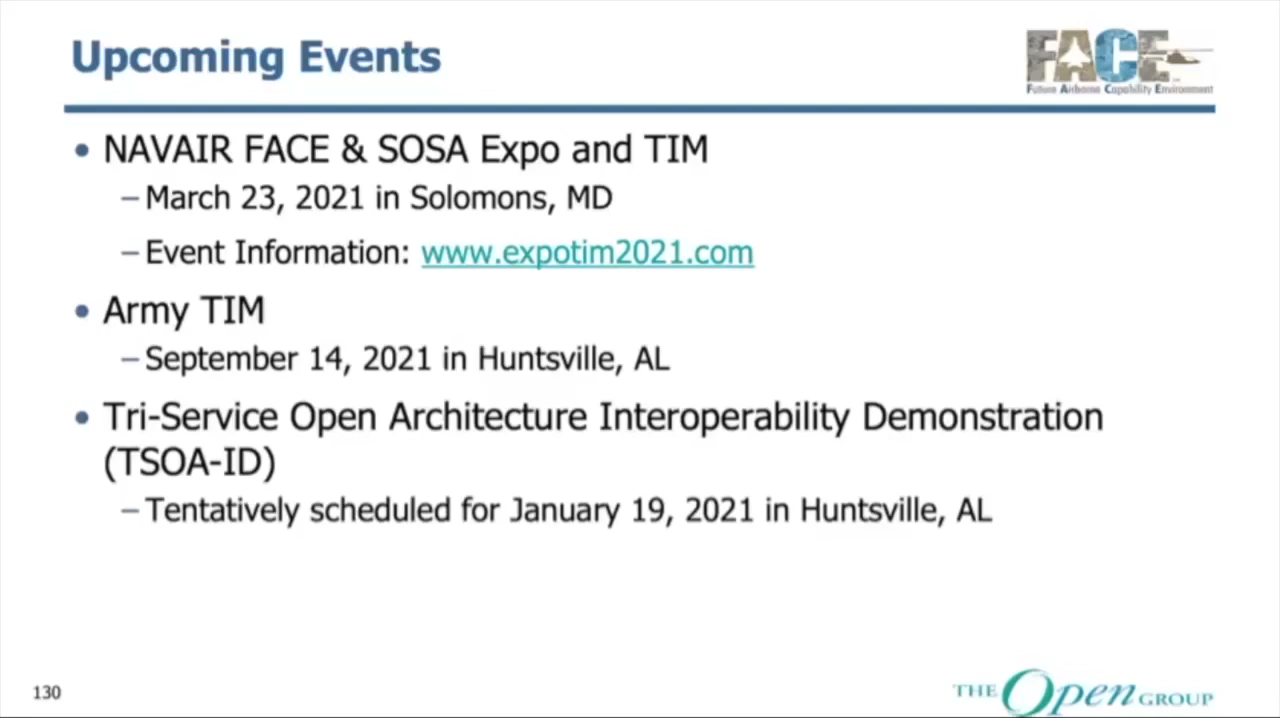 Upcoming Events
FACE
Future Airborne Capability Environment
• NAVAIR FACE & SOSA Expo and TIM
– March 23, 2021 in Solomons, MD
– Event Information: www.expotim2021.com
• Army TIM
– September 14, 2021 in Huntsville, AL
• Tri-Service Open Architecture Interoperability Demonstration
(TSOA-ID)
– Tentatively scheduled for January 19, 2021 in Huntsville, AL
130
THE Open GROUP